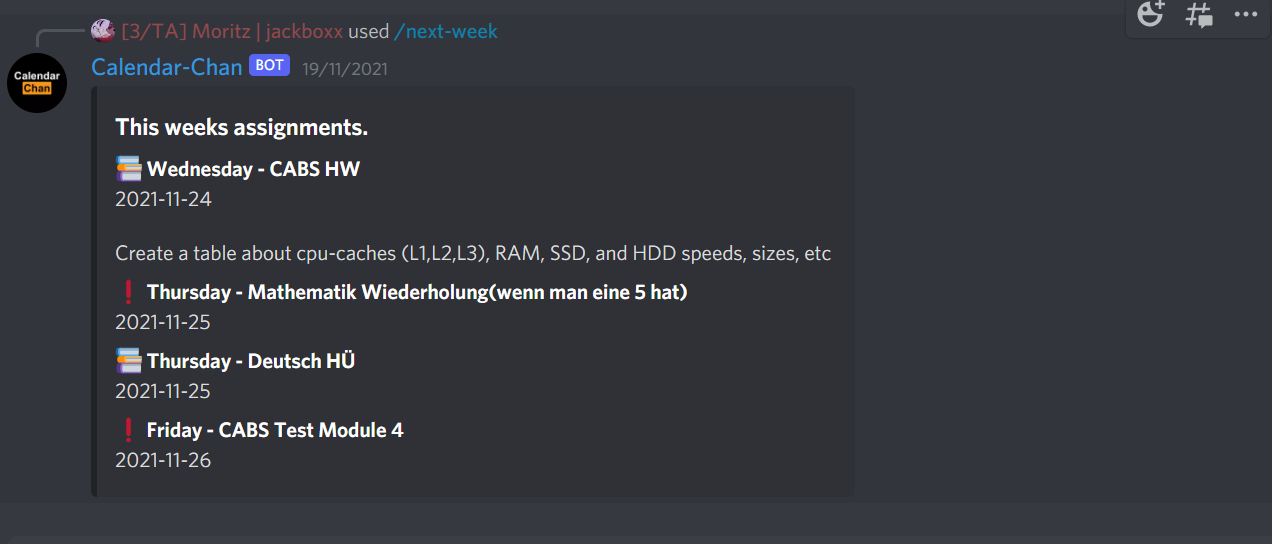 [3/TA] Moritz | jackboxx used /next-week
Calendar
Chan
Calendar-Chan BOT 19/11/2021
This weeks assignments.
📚 Wednesday - CABS HW
2021-11-24
Create a table about cpu-caches (L1,L2,L3), RAM, SSD, and HDD speeds, sizes, etc
❗ Thursday - Mathematik Wiederholung(wenn man eine 5 hat)
2021-11-25
📚 Thursday - Deutsch HÜ
2021-11-25
❗ Friday - CABS Test Module 4
2021-11-26